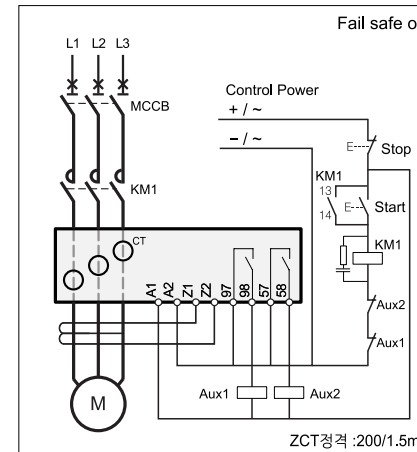 Fail safe o
L1 L2 L3
MCCB
Control Power
+ / ~
− / ~
E
Stop
KM1
13
14
E
Start
KM1
KM1
CT
A1 A2 Z1 Z2 97 98 57 58
Aux2
Aux1
Aux1
Aux2
M
ZCT정격 :200/1.5m